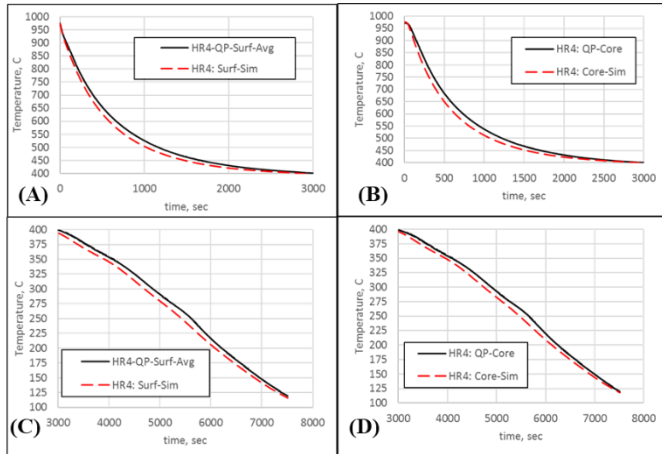 1000
950
900
850
800
750
700
650
600
550
500
450
400
Temperature, C
HR4-QP-Surf-Avg
HR4: Surf-Sim
0 1000 2000 3000
time, sec
(A)
1000
950
900
850
800
750
700
650
600
550
500
450
400
Temperature, C
HR4: QP-Core
HR4: Core-Sim
0 500 1000 1500 2000 2500 3000
time, sec
(B)
400
375
350
325
300
275
250
225
200
175
150
125
100
Temperature, C
HR4-QP-Surf-Avg
HR4: Surf-Sim
3000 4000 5000 6000 7000 8000
time, sec
(C)
400
375
350
325
300
275
250
225
200
175
150
125
100
Temperature, C
HR4: QP-Core
HR4: Core-Sim
3000 4000 5000 6000 7000 8000
time, sec
(D)